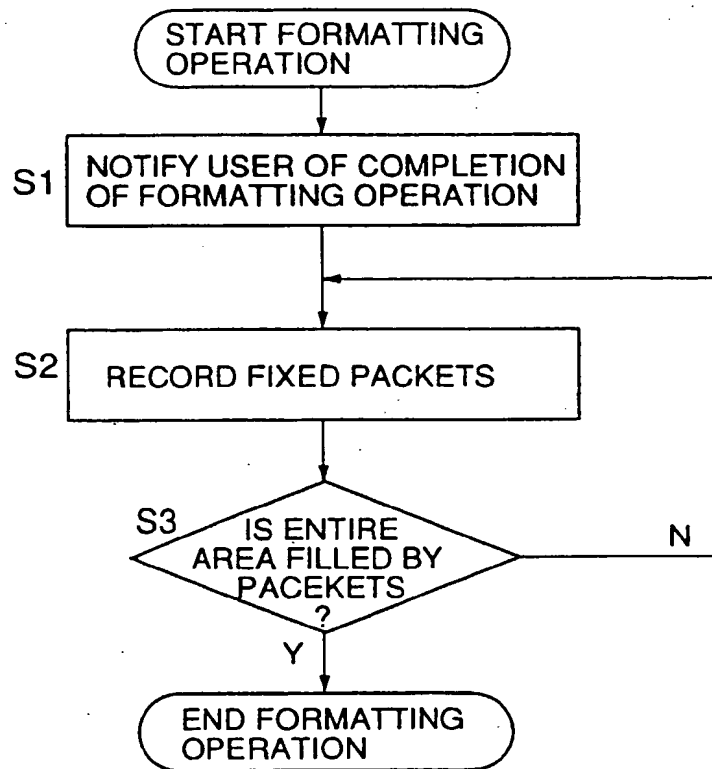 START FORMATTING
OPERATION
S1
NOTIFY USER OF COMPLETION
OF FORMATTING OPERATION
S2
RECORD FIXED PACKETS
S3
IS ENTIRE
AREA FILLED BY
PACEKETS
?
N
Y
END FORMATTING
OPERATION